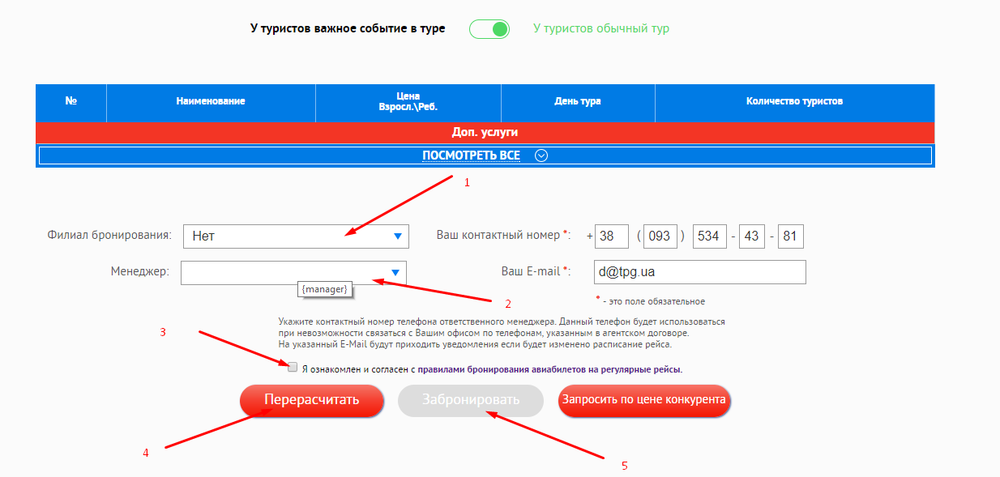 У туристов важное событие в туре У туристов обычный тур
№ Наименование Цена День тура Количество туристов
Взросл.\Реб.
Доп. услуги
ПОСМОТРЕТЬ ВСЕ
1
Филиал бронирования: Нет Ваш контактный номер *: + 38 ( 093 ) 534 - 43 - 81
Менеджер: Ваш E-mail *: d@tpg.ua
{manager}
* - это поле обязательное
2
Укажите контактный номер телефона ответственного менеджера. Данный телефон будет использоваться
при невозможности связаться с Вашим офисом по телефонам, указанным в агентском договоре.
На указанный E-Mail будут приходить уведомления если будет изменено расписание рейса.
3
Я ознакомлен и согласен с правилами бронирования авиабилетов на регулярные рейсы.
Перерасчитать Забронировать Запросить по цене конкурента
4
5